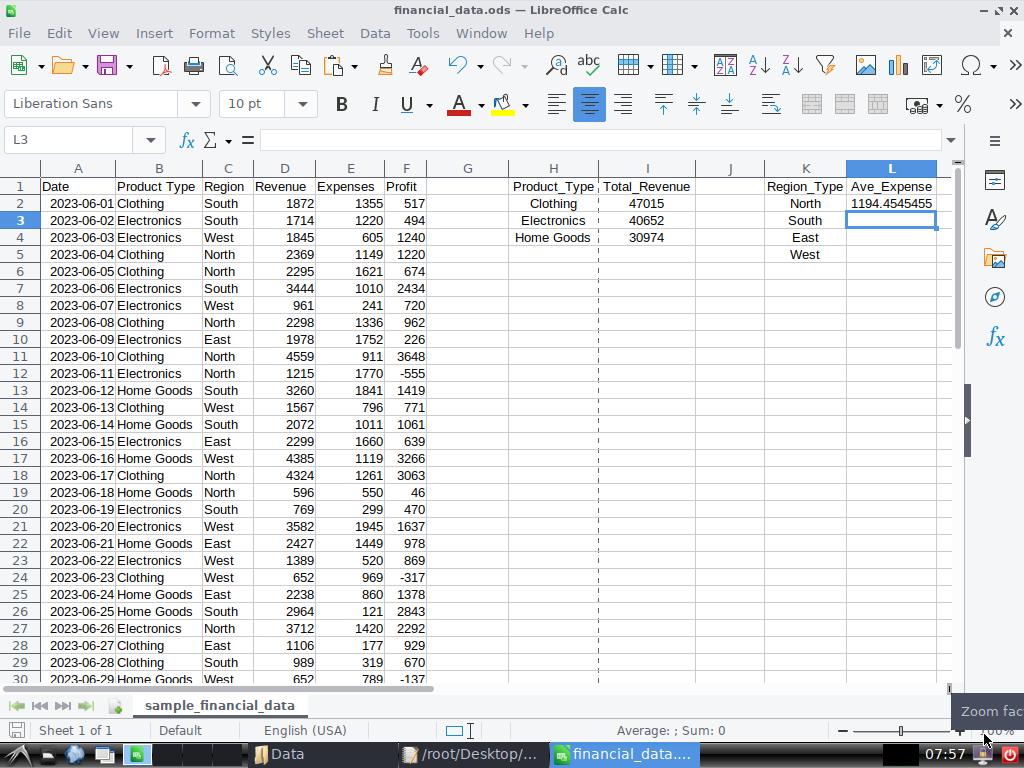 financial_data.ods — LibreOffice Calc
File Edit View Insert Format Styles Sheet Data Tools Window Help
Liberation Sans 10 pt
L3
A B C D E F G H I J K L
1 Date Product Type Region Revenue Expenses Profit Product_Type Total_Revenue Region_Type Ave_Expense
2 2023-06-01 Clothing South 1872 1355 517 Clothing 47015 North 1194.4545455
3 2023-06-02 Electronics South 1714 1220 494 Electronics 40652 South
4 2023-06-03 Electronics West 1845 605 1240 Home Goods 30974 East
5 2023-06-04 Clothing North 2369 1149 1220 West
6 2023-06-05 Clothing North 2295 1621 674
7 2023-06-06 Electronics South 3444 1010 2434
8 2023-06-07 Electronics West 961 241 720
9 2023-06-08 Clothing North 2298 1336 962
10 2023-06-09 Electronics East 1978 1752 226
11 2023-06-10 Clothing North 4559 911 3648
12 2023-06-11 Electronics North 1215 1770 -555
13 2023-06-12 Home Goods South 3260 1841 1419
14 2023-06-13 Clothing West 1567 796 771
15 2023-06-14 Home Goods South 2072 1011 1061
16 2023-06-15 Electronics East 2299 1660 639
17 2023-06-16 Home Goods West 4385 1119 3266
18 2023-06-17 Clothing North 4324 1261 3063
19 2023-06-18 Home Goods North 596 550 46
20 2023-06-19 Electronics South 769 299 470
21 2023-06-20 Electronics West 3582 1945 1637
22 2023-06-21 Home Goods East 2427 1449 978
23 2023-06-22 Electronics West 1389 520 869
24 2023-06-23 Clothing West 652 969 -317
25 2023-06-24 Home Goods East 2238 860 1378
26 2023-06-25 Home Goods South 2964 121 2843
27 2023-06-26 Electronics North 3712 1420 2292
28 2023-06-27 Clothing East 1106 177 929
29 2023-06-28 Clothing South 989 319 670
30 2023-06-29 Home Goods West 652 789 -137
sample_financial_data
Zoom fac
Sheet 1 of 1 Default English (USA) Average: ; Sum: 0 100%
Data /root/Desktop/... financial_data.... 07:57